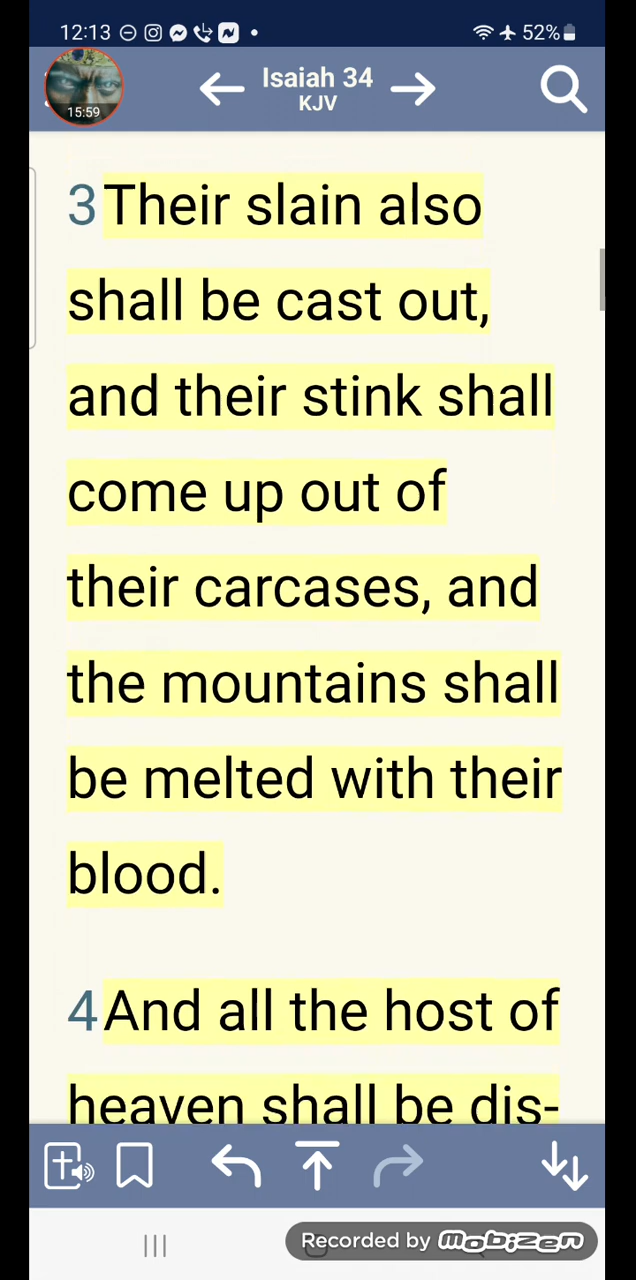 12:13
52%
15:59
Isaiah 34
KJV
3 Their slain also
shall be cast out,
and their stink shall
come up out of
their carcases, and
the mountains shall
be melted with their
blood.
4 And all the host of
heaven shall be dis-
Recorded by mobizen